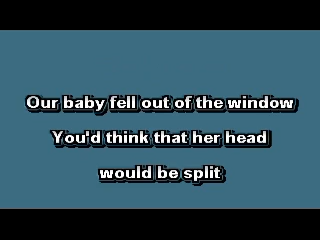 Our baby fell out of the window
You'd think that her head
would be split